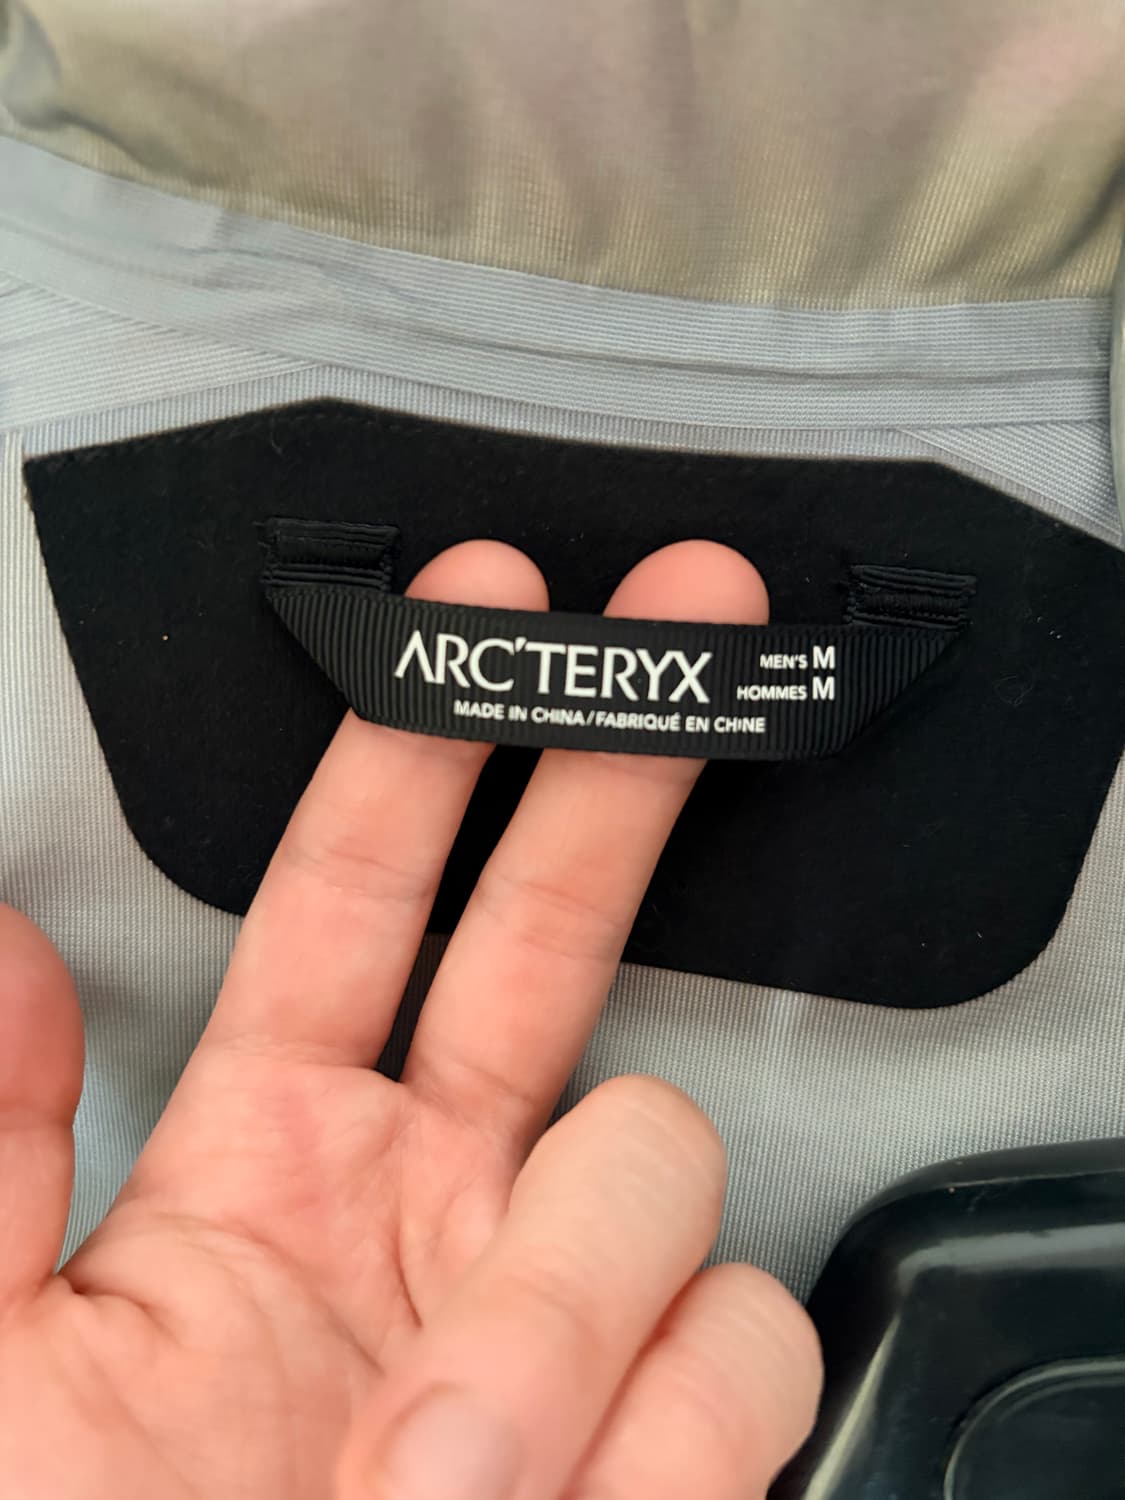 ARC'TERYX
MEN'S M
HOMMES M
MADE IN CHINA/FABRIQUÉ EN CHINE